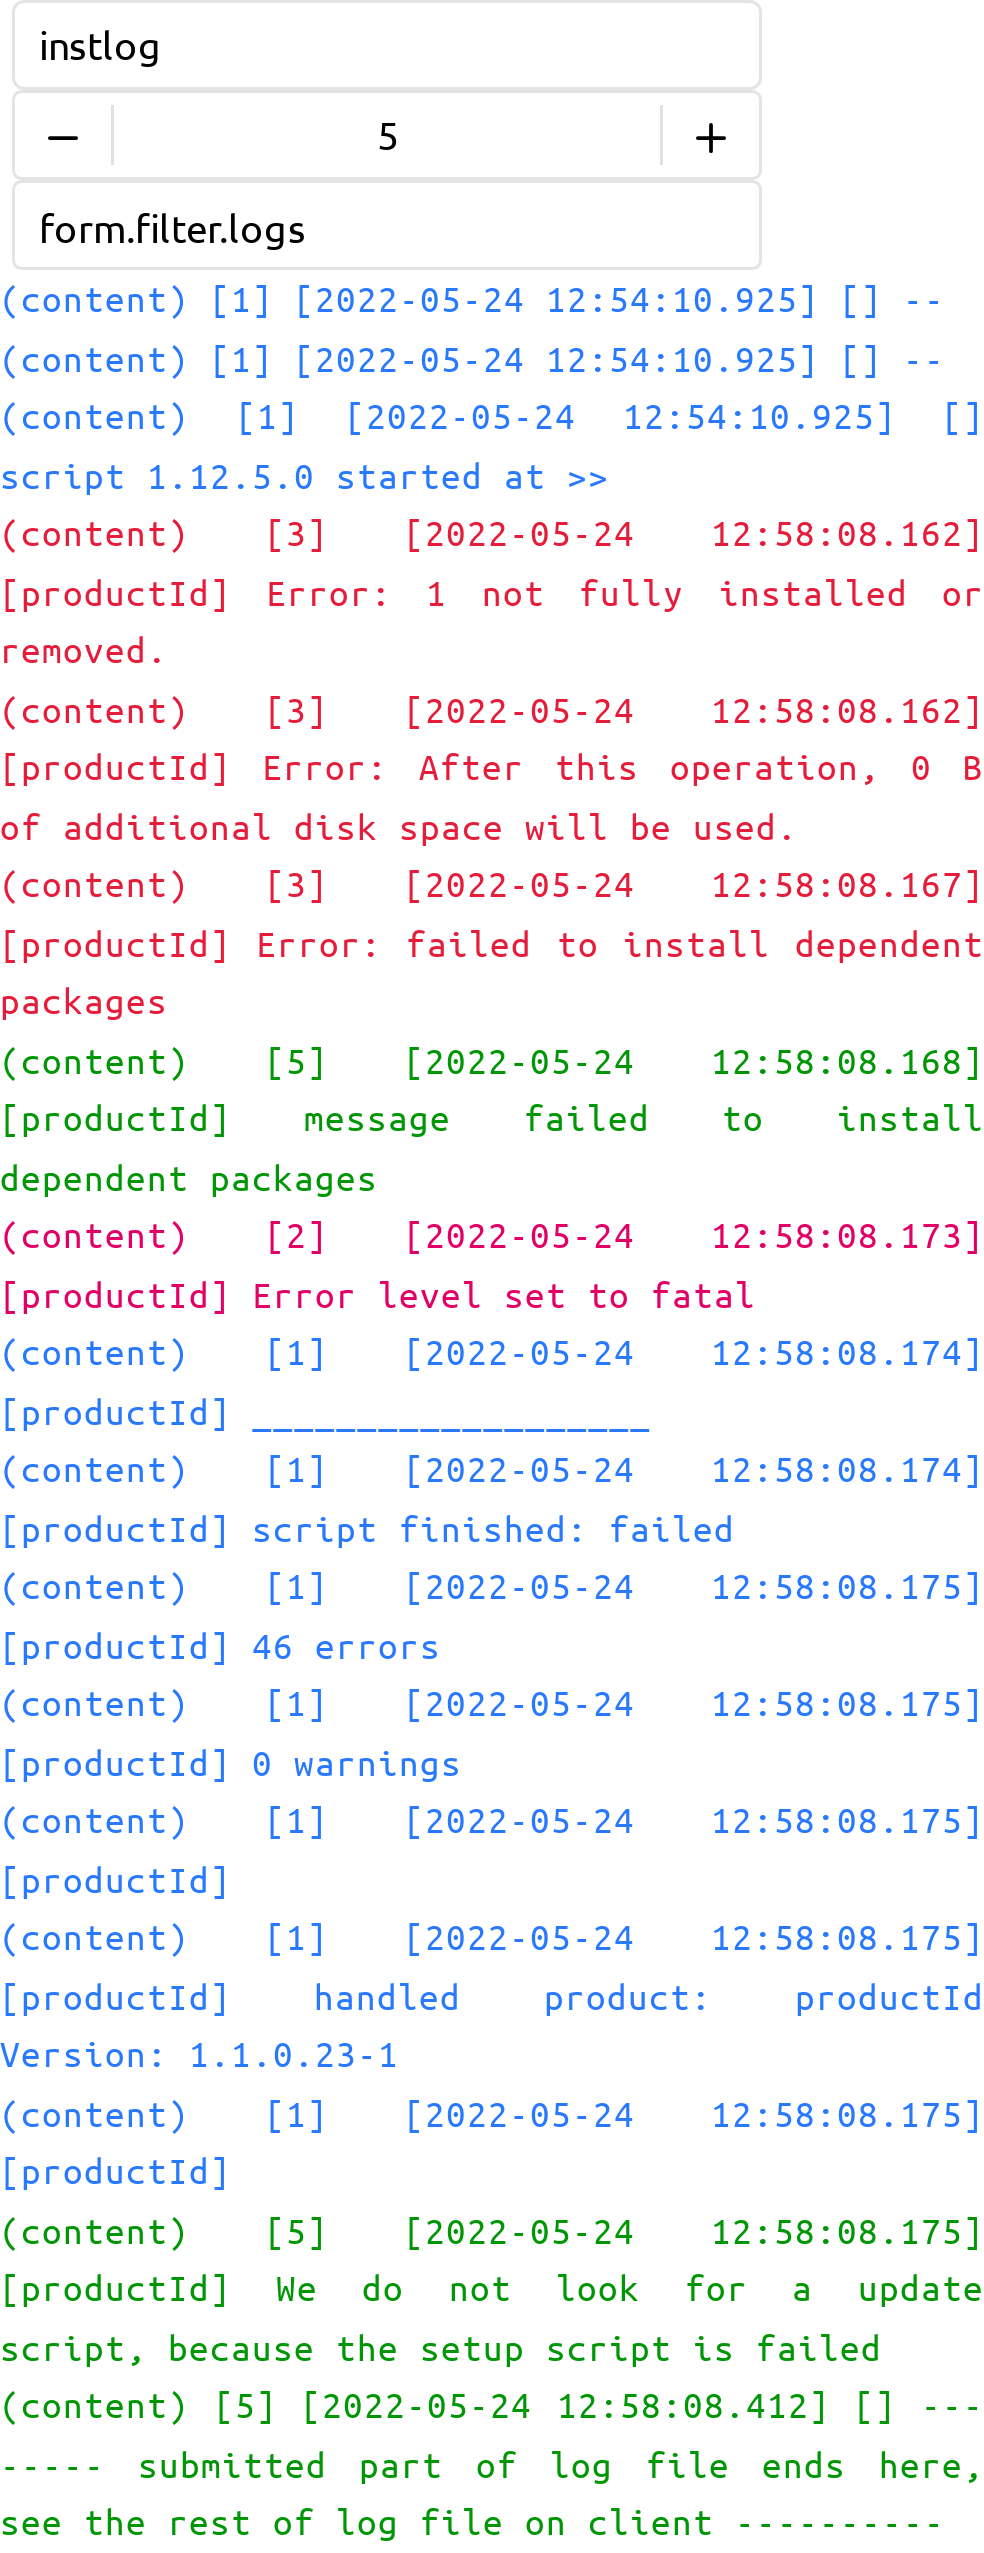 instlog
− 5 +
form.filter.logs
(content) [1] [2022-05-24 12:54:10.925] [] --
(content) [1] [2022-05-24 12:54:10.925] [] --
(content) [1] [2022-05-24 12:54:10.925] []
script 1.12.5.0 started at >>
(content) [3] [2022-05-24 12:58:08.162]
[productId] Error: 1 not fully installed or
removed.
(content) [3] [2022-05-24 12:58:08.162]
[productId] Error: After this operation, 0 B
of additional disk space will be used.
(content) [3] [2022-05-24 12:58:08.167]
[productId] Error: failed to install dependent
packages
(content) [5] [2022-05-24 12:58:08.168]
[productId] message failed to install
dependent packages
(content) [2] [2022-05-24 12:58:08.173]
[productId] Error level set to fatal
(content) [1] [2022-05-24 12:58:08.174]
[productId] ___________________
(content) [1] [2022-05-24 12:58:08.174]
[productId] script finished: failed
(content) [1] [2022-05-24 12:58:08.175]
[productId] 46 errors
(content) [1] [2022-05-24 12:58:08.175]
[productId] 0 warnings
(content) [1] [2022-05-24 12:58:08.175]
[productId]
(content) [1] [2022-05-24 12:58:08.175]
[productId] handled product: productId
Version: 1.1.0.23-1
(content) [1] [2022-05-24 12:58:08.175]
[productId]
(content) [5] [2022-05-24 12:58:08.175]
[productId] We do not look for a update
script, because the setup script is failed
(content) [5] [2022-05-24 12:58:08.412] [] ---
----- submitted part of log file ends here,
see the rest of log file on client ----------